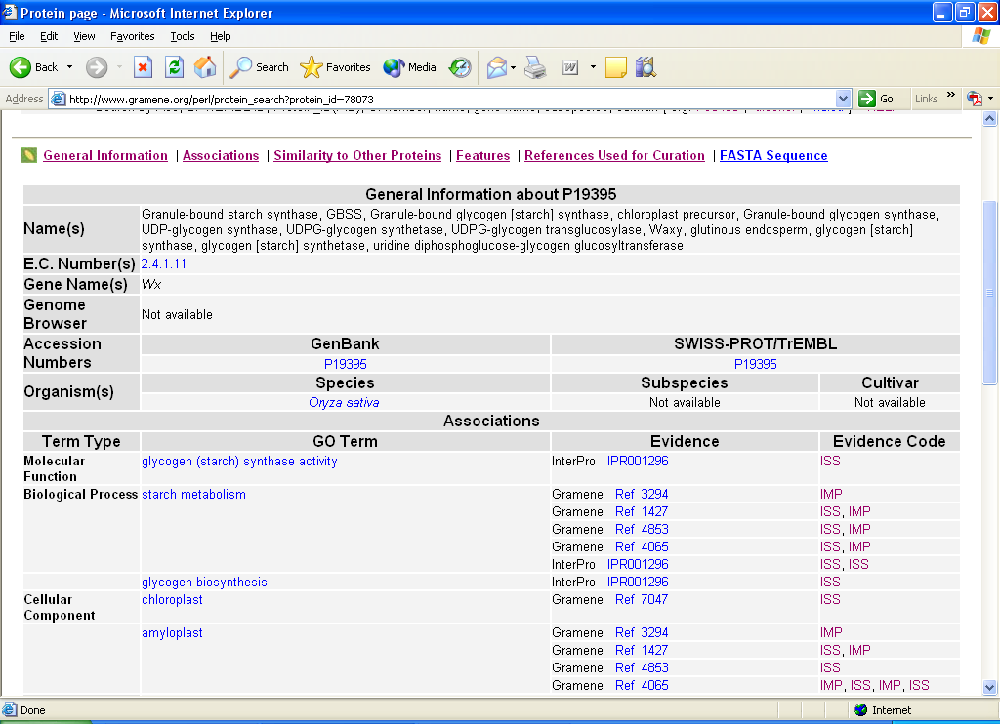 Protein page - Microsoft Internet Explorer
File Edit View Favorites Tools Help
Back Search Favorites Media
Address http://www.gramene.org/perl/protein_search?protein_id=78073 Go Links »
General Information | Associations | Similarity to Other Proteins | Features | References Used for Curation | FASTA Sequence
General Information about P19395
Name(s) Granule-bound starch synthase, GBSS, Granule-bound glycogen [starch] synthase, chloroplast precursor, Granule-bound glycogen synthase,
UDP-glycogen synthase, UDPG-glycogen synthetase, UDPG-glycogen transglucosylase, Waxy, glutinous endosperm, glycogen [starch]
synthase, glycogen [starch] synthetase, uridine diphosphoglucose-glycogen glucosyltransferase
E.C. Number(s) 2.4.1.11
Gene Name(s) Wx
Genome
Browser Not available
Accession
Numbers GenBank SWISS-PROT/TrEMBL
P19395 P19395
Organism(s) Species Subspecies Cultivar
Oryza sativa Not available Not available
Associations
Term Type GO Term Evidence Evidence Code
Molecular
Function glycogen (starch) synthase activity InterPro IPR001296 ISS
Biological Process starch metabolism Gramene Ref 3294 IMP
Gramene Ref 1427 ISS, IMP
Gramene Ref 4853 ISS, IMP
Gramene Ref 4065 ISS, IMP
InterPro IPR001296 ISS, ISS
glycogen biosynthesis InterPro IPR001296 ISS
Cellular
Component chloroplast Gramene Ref 7047 ISS
amyloplast Gramene Ref 3294 IMP
Gramene Ref 1427 ISS, IMP
Gramene Ref 4853 ISS
Gramene Ref 4065 IMP, ISS, IMP, ISS
Done Internet